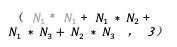 ( N₁ * N₁ + N₁ * N₂ +
N₁ * N₃ + N₂ * N₃ , 3)